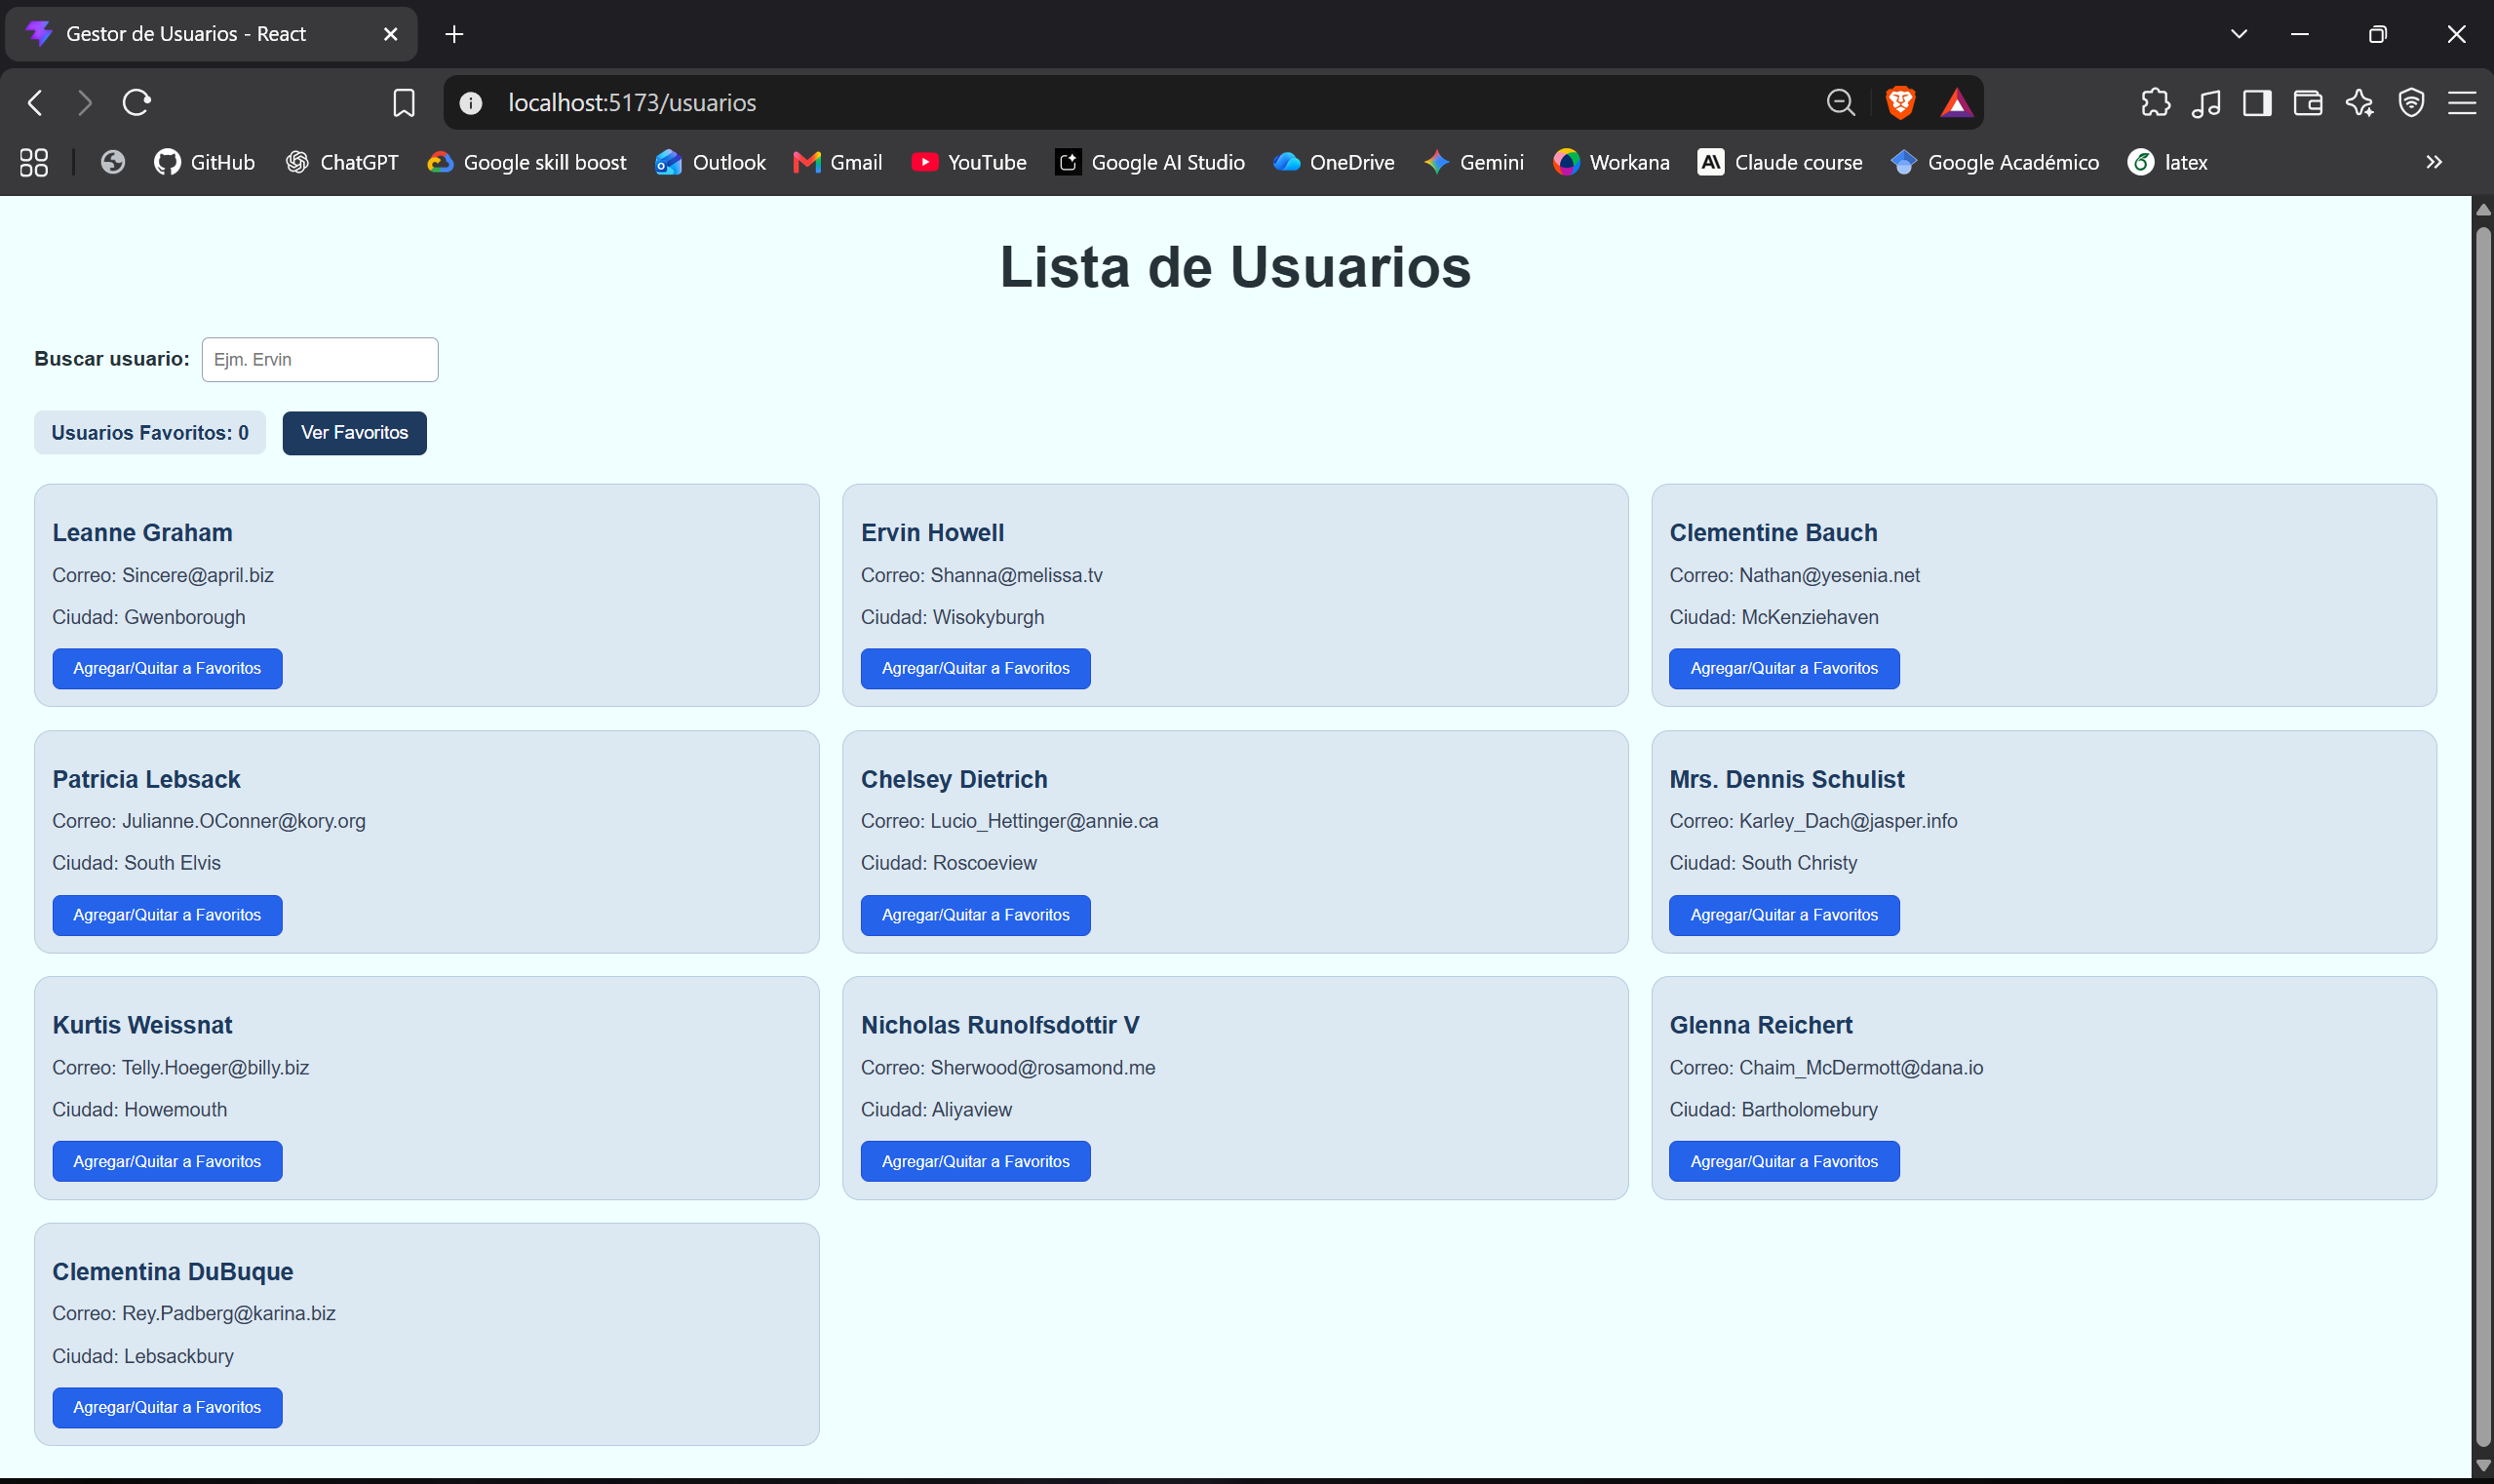 Gestor de Usuarios - React
localhost:5173/usuarios
GitHub ChatGPT Google skill boost Outlook Gmail YouTube Google AI Studio OneDrive Gemini Workana Claude course Google Académico latex
Lista de Usuarios
Buscar usuario: Ejm. Ervin
Usuarios Favoritos: 0 Ver Favoritos
Leanne Graham
Correo: Sincere@april.biz
Ciudad: Gwenborough
Agregar/Quitar a Favoritos
Ervin Howell
Correo: Shanna@melissa.tv
Ciudad: Wisokyburgh
Agregar/Quitar a Favoritos
Clementine Bauch
Correo: Nathan@yesenia.net
Ciudad: McKenziehaven
Agregar/Quitar a Favoritos
Patricia Lebsack
Correo: Julianne.OConner@kory.org
Ciudad: South Elvis
Agregar/Quitar a Favoritos
Chelsey Dietrich
Correo: Lucio_Hettinger@annie.ca
Ciudad: Roscoeview
Agregar/Quitar a Favoritos
Mrs. Dennis Schulist
Correo: Karley_Dach@jasper.info
Ciudad: South Christy
Agregar/Quitar a Favoritos
Kurtis Weissnat
Correo: Telly.Hoeger@billy.biz
Ciudad: Howemouth
Agregar/Quitar a Favoritos
Nicholas Runolfsdottir V
Correo: Sherwood@rosamond.me
Ciudad: Aliyaview
Agregar/Quitar a Favoritos
Glenna Reichert
Correo: Chaim_McDermott@dana.io
Ciudad: Bartholomebury
Agregar/Quitar a Favoritos
Clementina DuBuque
Correo: Rey.Padberg@karina.biz
Ciudad: Lebsackbury
Agregar/Quitar a Favoritos